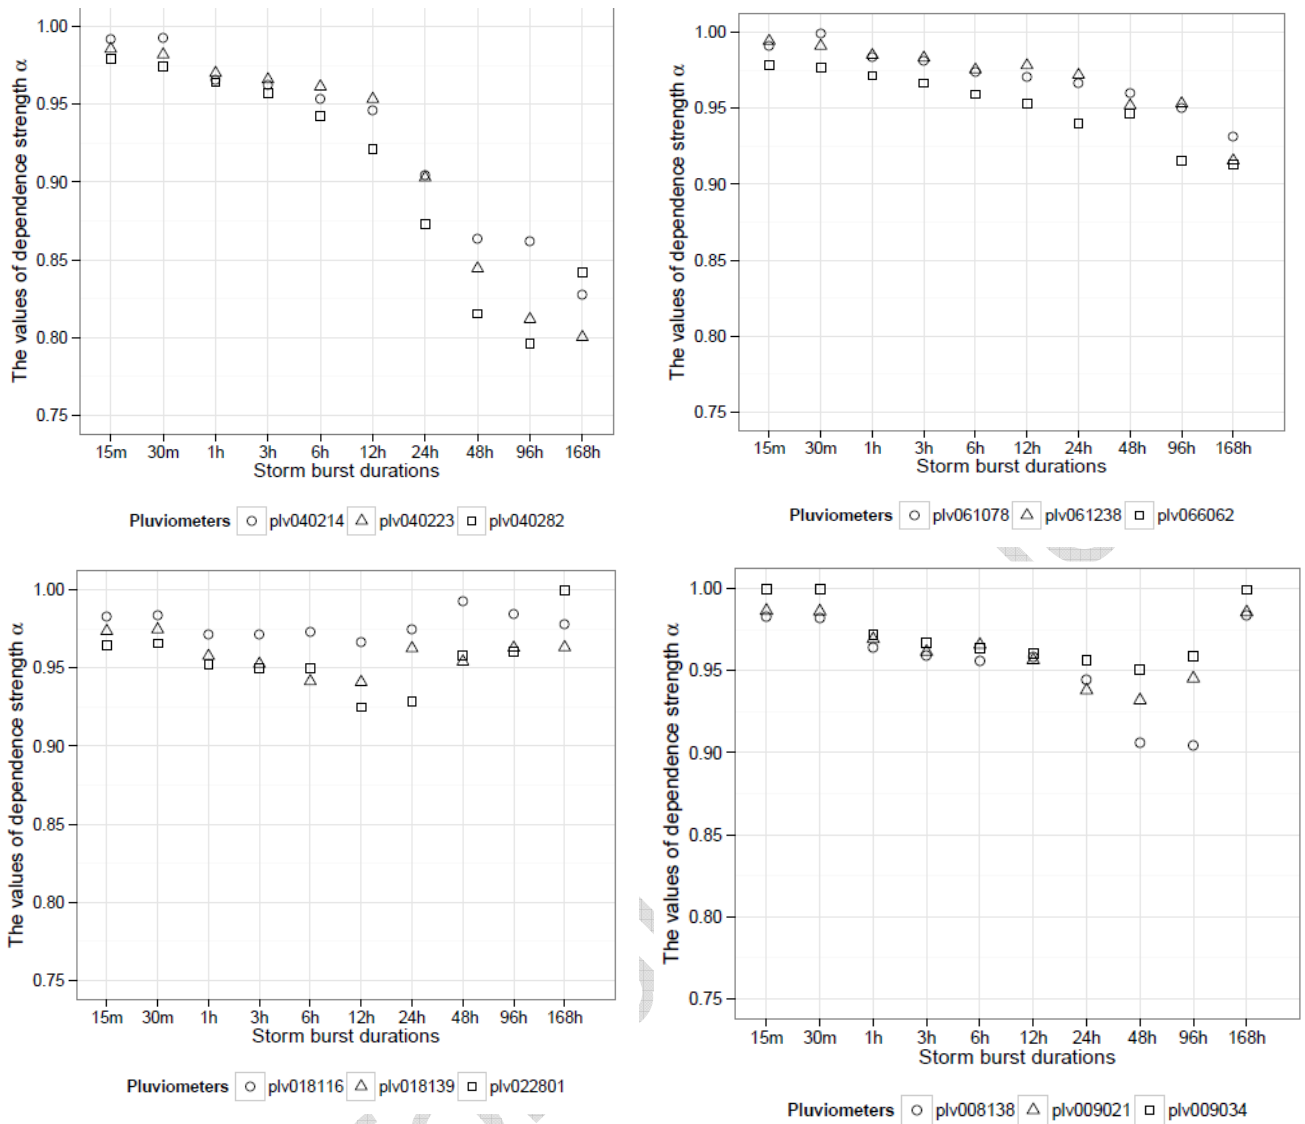 The values of dependence strength α
1.00
0.95
0.90
0.85
0.80
0.75
15m 30m 1h 3h 6h 12h 24h 48h 96h 168h
Storm burst durations
Pluviometers plv040214 plv040223 plv040282
The values of dependence strength α
1.00
0.95
0.90
0.85
0.80
0.75
15m 30m 1h 3h 6h 12h 24h 48h 96h 168h
Storm burst durations
Pluviometers plv061078 plv061238 plv066062
The values of dependence strength α
1.00
0.95
0.90
0.85
0.80
0.75
15m 30m 1h 3h 6h 12h 24h 48h 96h 168h
Storm burst durations
Pluviometers plv018116 plv018139 plv022801
The values of dependence strength α
1.00
0.95
0.90
0.85
0.80
0.75
15m 30m 1h 3h 6h 12h 24h 48h 96h 168h
Storm burst durations
Pluviometers plv008138 plv009021 plv009034